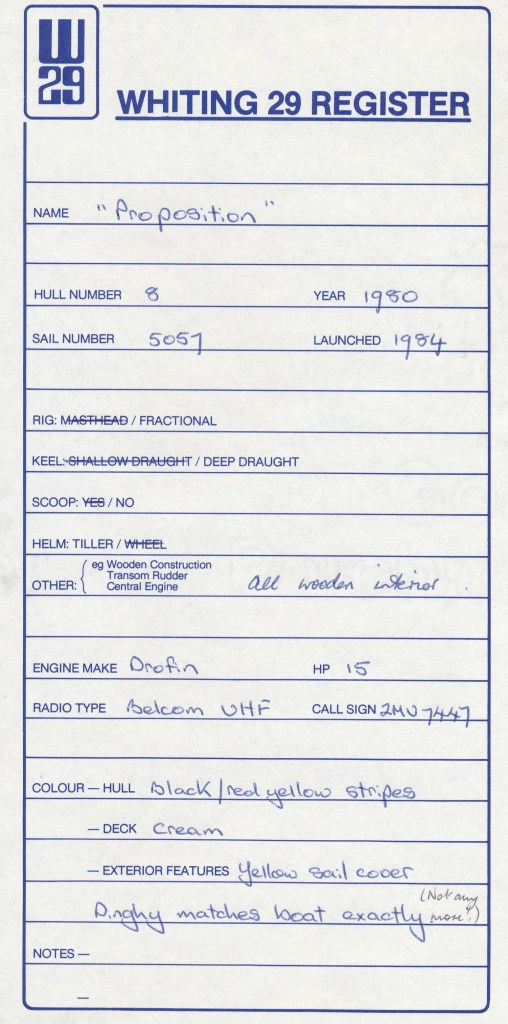 W
29
WHITING 29 REGISTER
NAME "Proposition"
HULL NUMBER 8 YEAR 1980
SAIL NUMBER 5057 LAUNCHED 1984
RIG: MASTHEAD / FRACTIONAL
KEEL: SHALLOW DRAUGHT / DEEP DRAUGHT
SCOOP: YES / NO
HELM: TILLER / WHEEL
eg Wooden Construction
Transom Rudder
OTHER: { Central Engine All wooden interior.
ENGINE MAKE Drofin HP 15
RADIO TYPE Belcom VHF CALL SIGN 2MU7447
COLOUR — HULL Black/red yellow stripes
— DECK Cream
— EXTERIOR FEATURES Yellow sail cover
(Not any
Dinghy matches boat exactly more!)
NOTES —
—